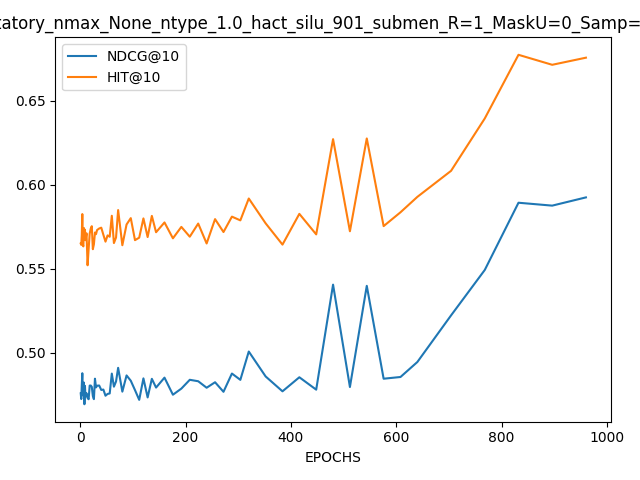 tatory_nmax_None_ntype_1.0_hact_silu_901_submen_R=1_MaskU=0_Samp=
NDCG@10
HIT@10
0.65
0.60
0.55
0.50
0 200 400 600 800 1000
EPOCHS